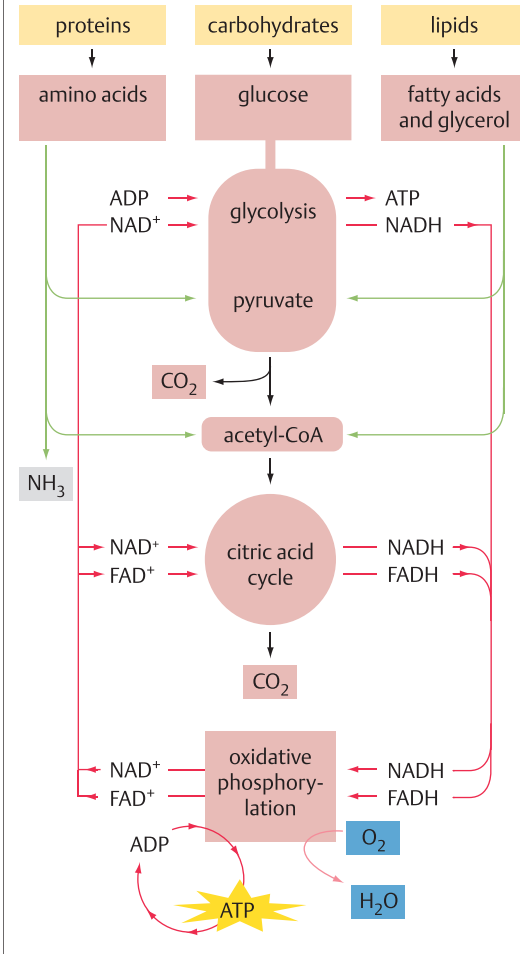 proteins
carbohydrates
lipids
amino acids
glucose
fatty acids
and glycerol
ADP
glycolysis
ATP
NAD⁺
NADH
pyruvate
CO₂
acetyl-CoA
NH₃
NAD⁺
citric acid
cycle
NADH
FAD⁺
FADH
CO₂
oxidative
phosphory-
lation
NAD⁺
NADH
FAD⁺
FADH
ADP
O₂
ATP
H₂O